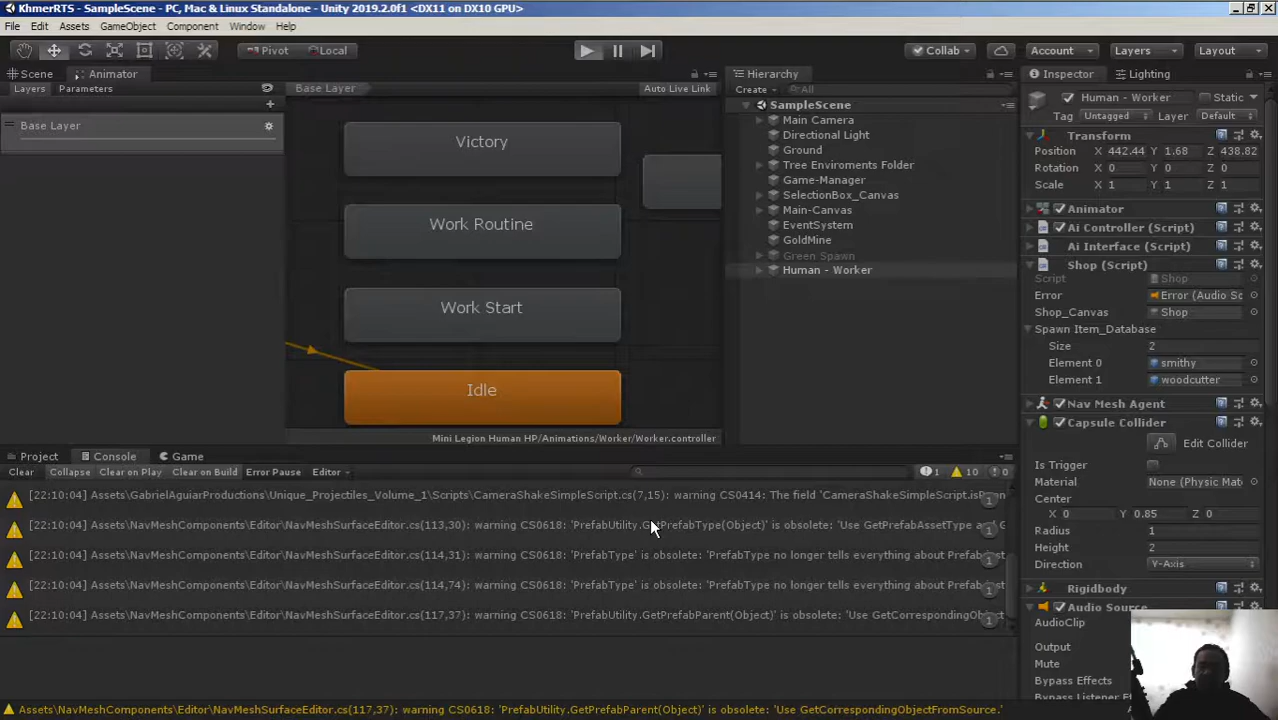 KhmerRTS - SampleScene - PC, Mac & Linux Standalone - Unity 2019.2.0f1 <DX11 on DX10 GPU>
File Edit Assets GameObject Component Window Help
Pivot Local Collab Account Layers Layout
Scene Animator
Layers Parameters Base Layer Auto Live Link
Base Layer
Victory
Work Routine
Work Start
Idle
Mini Legion Human HP/Animations/Worker/Worker.controller
Hierarchy
Create All
SampleScene
Main Camera
Directional Light
Ground
Tree Enviroments Folder
Game-Manager
SelectionBox_Canvas
Main-Canvas
EventSystem
GoldMine
Green Spawn
Human - Worker
Inspector Lighting
Human - Worker Static
Tag Untagged Layer Default
Transform
Position X 442.44 Y 1.68 Z 438.82
Rotation X 0 Y 0 Z 0
Scale X 1 Y 1 Z 1
Animator
Ai Controller (Script)
Ai Interface (Script)
Shop (Script)
Script Shop
Error Error (Audio Sc
Shop_Canvas Shop
Spawn Item_Database
Size 2
Element 0 smithy
Element 1 woodcutter
Nav Mesh Agent
Capsule Collider
Edit Collider
Is Trigger
Material None (Physic Mat
Center
X 0 Y 0.85 Z 0
Radius 1
Height 2
Direction Y-Axis
Rigidbody
Audio Source
AudioClip
Output
Mute
Bypass Effects
Project Console Game
Clear Collapse Clear on Play Clear on Build Error Pause Editor 1 10 0
[22:10:04] Assets\GabrielAguiarProductions\Unique_Projectiles_Volume_1\Scripts\CameraShakeSimpleScript.cs(7,15): warning CS0414: The field 1
[22:10:04] Assets\NavMeshComponents\Editor\NavMeshSurfaceEditor.cs(113,30): warning CS0618: 'PrefabUtility.GetPrefabType(Object)' is obsolete: 'Use GetPrefabAssetType 1
[22:10:04] Assets\NavMeshComponents\Editor\NavMeshSurfaceEditor.cs(114,31): warning CS0618: 'PrefabType' is obsolete: 'PrefabType no longer tells everything about 1
[22:10:04] Assets\NavMeshComponents\Editor\NavMeshSurfaceEditor.cs(114,74): warning CS0618: 'PrefabType' is obsolete: 'PrefabType no longer tells everything about 1
[22:10:04] Assets\NavMeshComponents\Editor\NavMeshSurfaceEditor.cs(117,37): warning CS0618: 'PrefabUtility.GetPrefabParent(Object)' is obsolete: 'Use 1
Assets\NavMeshComponents\Editor\NavMeshSurfaceEditor.cs(117,37): warning CS0618: 'PrefabUtility.GetPrefabParent(Object)' is obsolete: 'Use GetCorrespondingObjectFromSource.'